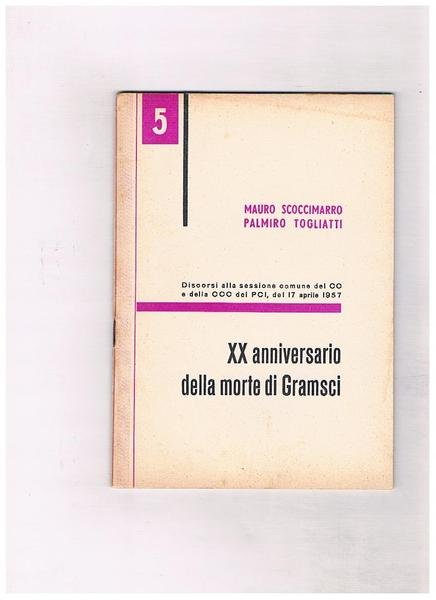 5
MAURO SCOCCIMARRO
PALMIRO TOGLIATTI
Discorsi alla sessione comune del CC
e della CCC del PCI, del 17 aprile 1957
XX anniversario
della morte di Gramsci